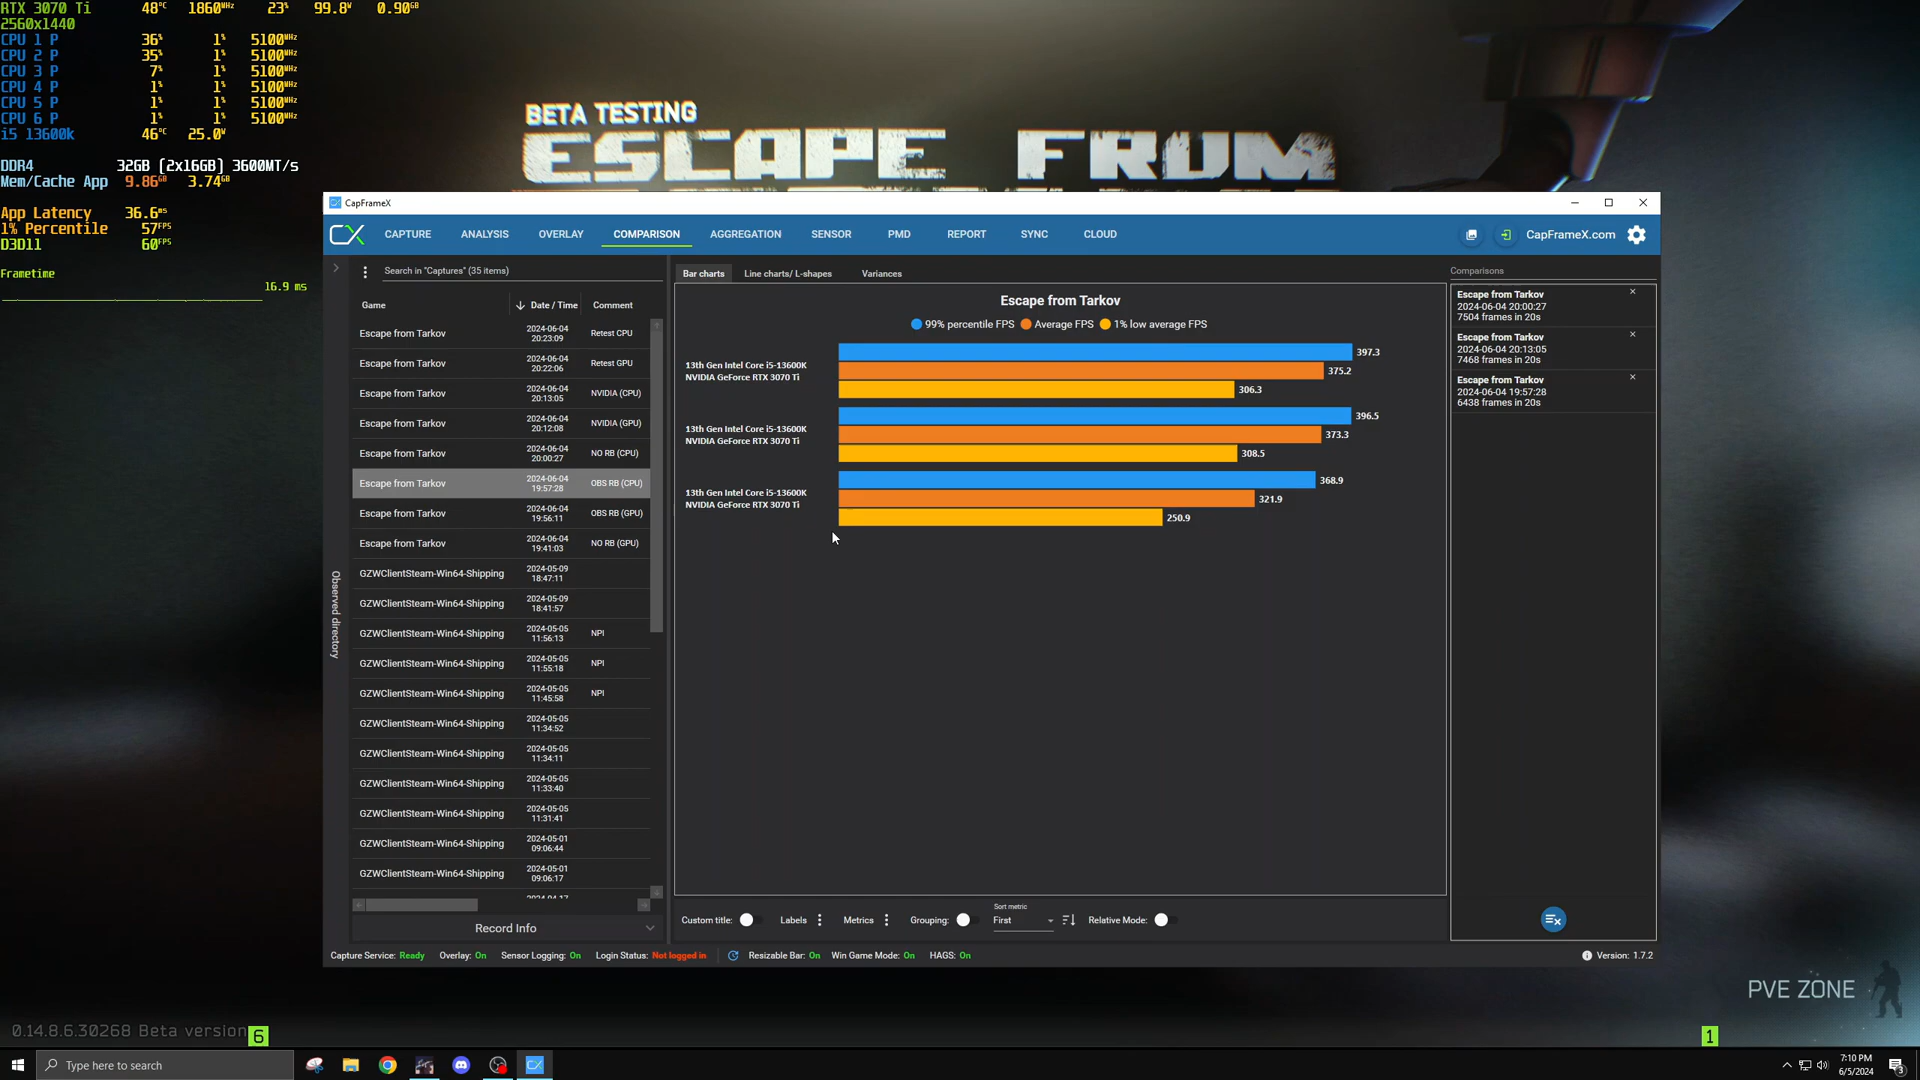 RTX 3070 Ti 48°C 1860MHz 23% 99.8W 0.90GB
2560x1440
CPU 1 P 36% 1% 5100MHz
CPU 2 P 35% 1% 5100MHz
CPU 3 P 7% 1% 5100MHz
CPU 4 P 1% 1% 5100MHz
CPU 5 P 1% 1% 5100MHz
CPU 6 P 1% 1% 5100MHz
i5 13600k 46°C 25.0W
DDR4 32GB (2x16GB) 3600MT/s
Mem/Cache App 9.86GB 3.74GB
App Latency 36.6ms
1% Percentile 57FPS
D3D11 60FPS
Frametime
16.9 ms
BETA TESTING
ESCAPE FROM
CapFrameX
CX CAPTURE ANALYSIS OVERLAY COMPARISON AGGREGATION SENSOR PMD REPORT SYNC CLOUD CapFrameX.com
Search in "Captures" (35 items)
Observed directory
Game Date / Time Comment
Escape from Tarkov 2024-06-04 20:23:09 Retest CPU
Escape from Tarkov 2024-06-04 20:22:06 Retest GPU
Escape from Tarkov 2024-06-04 20:13:05 NVIDIA (CPU)
Escape from Tarkov 2024-06-04 20:12:08 NVIDIA (GPU)
Escape from Tarkov 2024-06-04 20:00:27 NO RB (CPU)
Escape from Tarkov 2024-06-04 19:57:28 OBS RB (CPU)
Escape from Tarkov 2024-06-04 19:56:11 OBS RB (GPU)
Escape from Tarkov 2024-06-04 19:41:03 NO RB (GPU)
GZWClientSteam-Win64-Shipping 2024-05-09 18:47:11
GZWClientSteam-Win64-Shipping 2024-05-09 18:41:57
GZWClientSteam-Win64-Shipping 2024-05-05 11:56:13 NPI
GZWClientSteam-Win64-Shipping 2024-05-05 11:55:18 NPI
GZWClientSteam-Win64-Shipping 2024-05-05 11:45:58 NPI
GZWClientSteam-Win64-Shipping 2024-05-05 11:34:52
GZWClientSteam-Win64-Shipping 2024-05-05 11:34:11
GZWClientSteam-Win64-Shipping 2024-05-05 11:33:40
GZWClientSteam-Win64-Shipping 2024-05-05 11:31:41
GZWClientSteam-Win64-Shipping 2024-05-01 09:06:44
GZWClientSteam-Win64-Shipping 2024-05-01 09:06:17
Record Info
Bar charts Line charts/ L-shapes Variances
Escape from Tarkov
99% percentile FPS Average FPS 1% low average FPS
13th Gen Intel Core i5-13600K
NVIDIA GeForce RTX 3070 Ti
397.3
375.2
306.3
13th Gen Intel Core i5-13600K
NVIDIA GeForce RTX 3070 Ti
396.5
373.3
308.5
13th Gen Intel Core i5-13600K
NVIDIA GeForce RTX 3070 Ti
368.9
321.9
250.9
Comparisons
Escape from Tarkov
2024-06-04 20:00:27
7504 frames in 20s
Escape from Tarkov
2024-06-04 20:13:05
7468 frames in 20s
Escape from Tarkov
2024-06-04 19:57:28
6438 frames in 20s
Sort metric
Custom title: Labels Metrics Grouping: First Relative Mode:
Capture Service: Ready Overlay: On Sensor Logging: On Login Status: Not logged in Resizable Bar: On Win Game Mode: On HAGS: On Version: 1.7.2
PVE ZONE
0.14.8.6.30268 Beta version
6
1
Type here to search
7:10 PM
6/5/2024
3